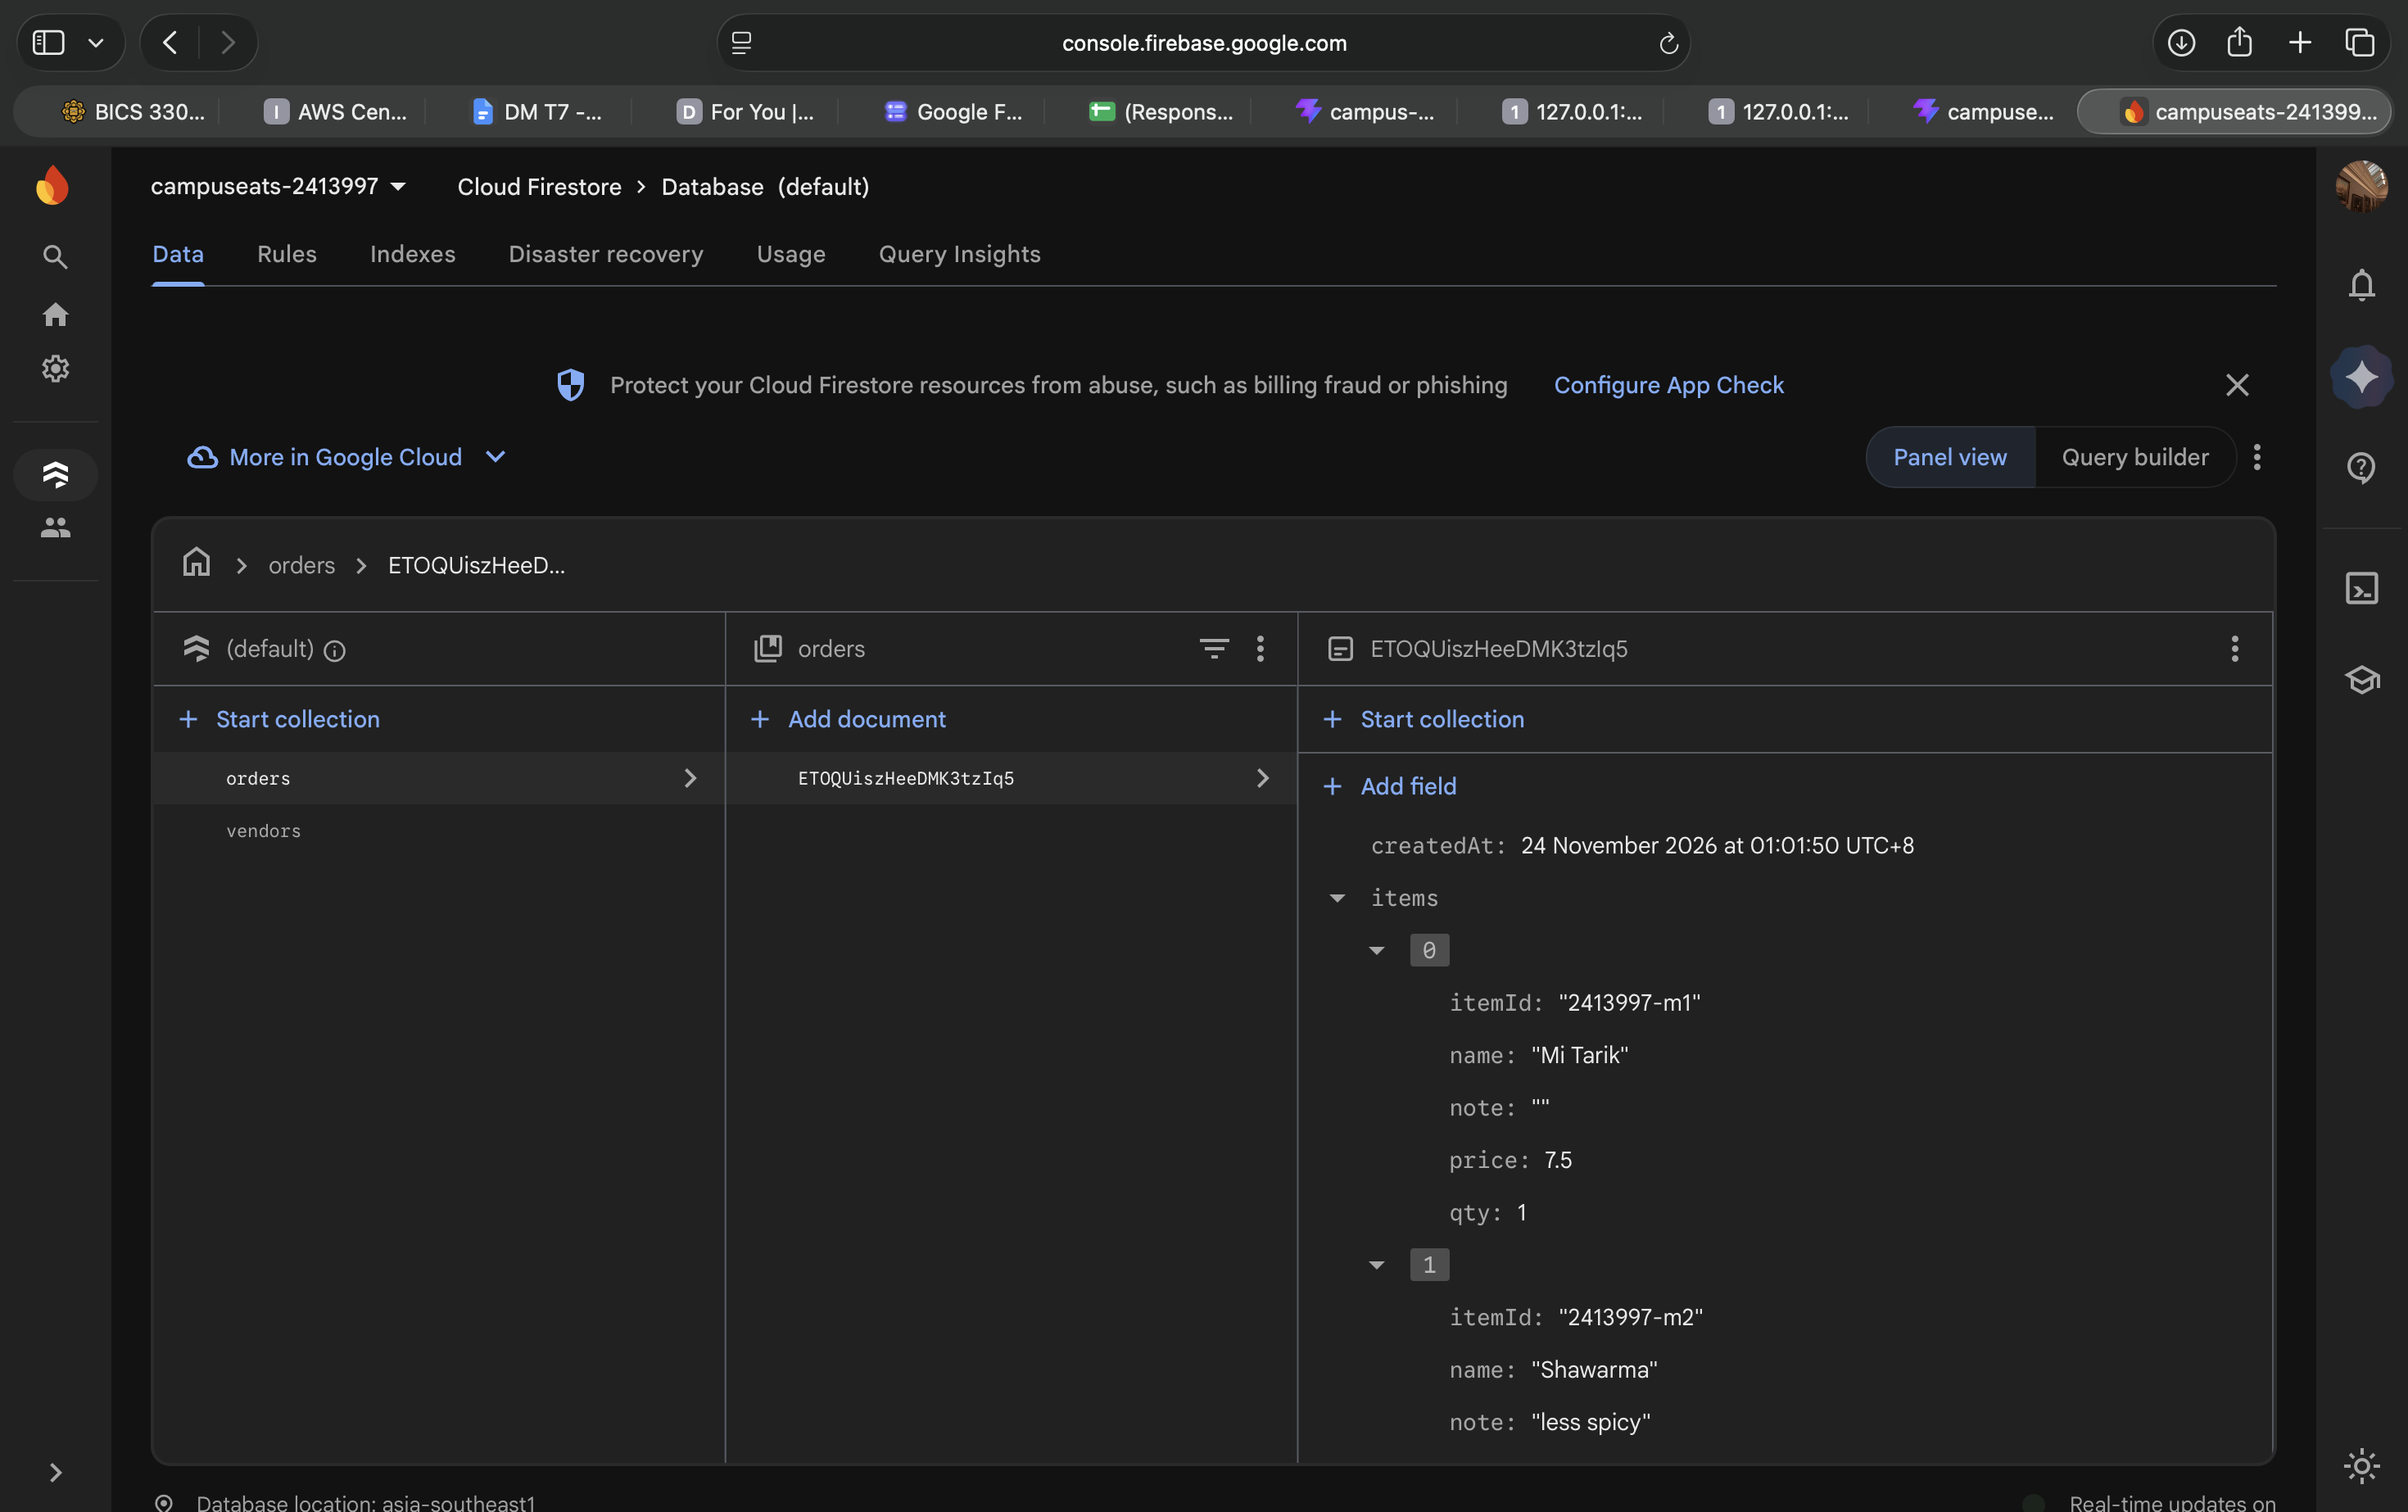 console.firebase.google.com
BICS 330...
I AWS Cen...
DM T7 -...
D For You |...
Google F...
(Respons...
campus-...
1 127.0.0.1:...
1 127.0.0.1:...
campuse...
campuseats-241399...
campuseats-2413997
Cloud Firestore > Database (default)
Data Rules Indexes Disaster recovery Usage Query Insights
Protect your Cloud Firestore resources from abuse, such as billing fraud or phishing Configure App Check
More in Google Cloud
Panel view Query builder
orders > ETOQUiszHeeD...
(default)
+ Start collection
orders
vendors
orders
+ Add document
ETOQUiszHeeDMK3tzIq5
ETOQUiszHeeDMK3tzIq5
+ Start collection
+ Add field
createdAt: 24 November 2026 at 01:01:50 UTC+8
items
0
itemId: "2413997-m1"
name: "Mi Tarik"
note: ""
price: 7.5
qty: 1
1
itemId: "2413997-m2"
name: "Shawarma"
note: "less spicy"
Database location: asia-southeast1
Real-time updates on